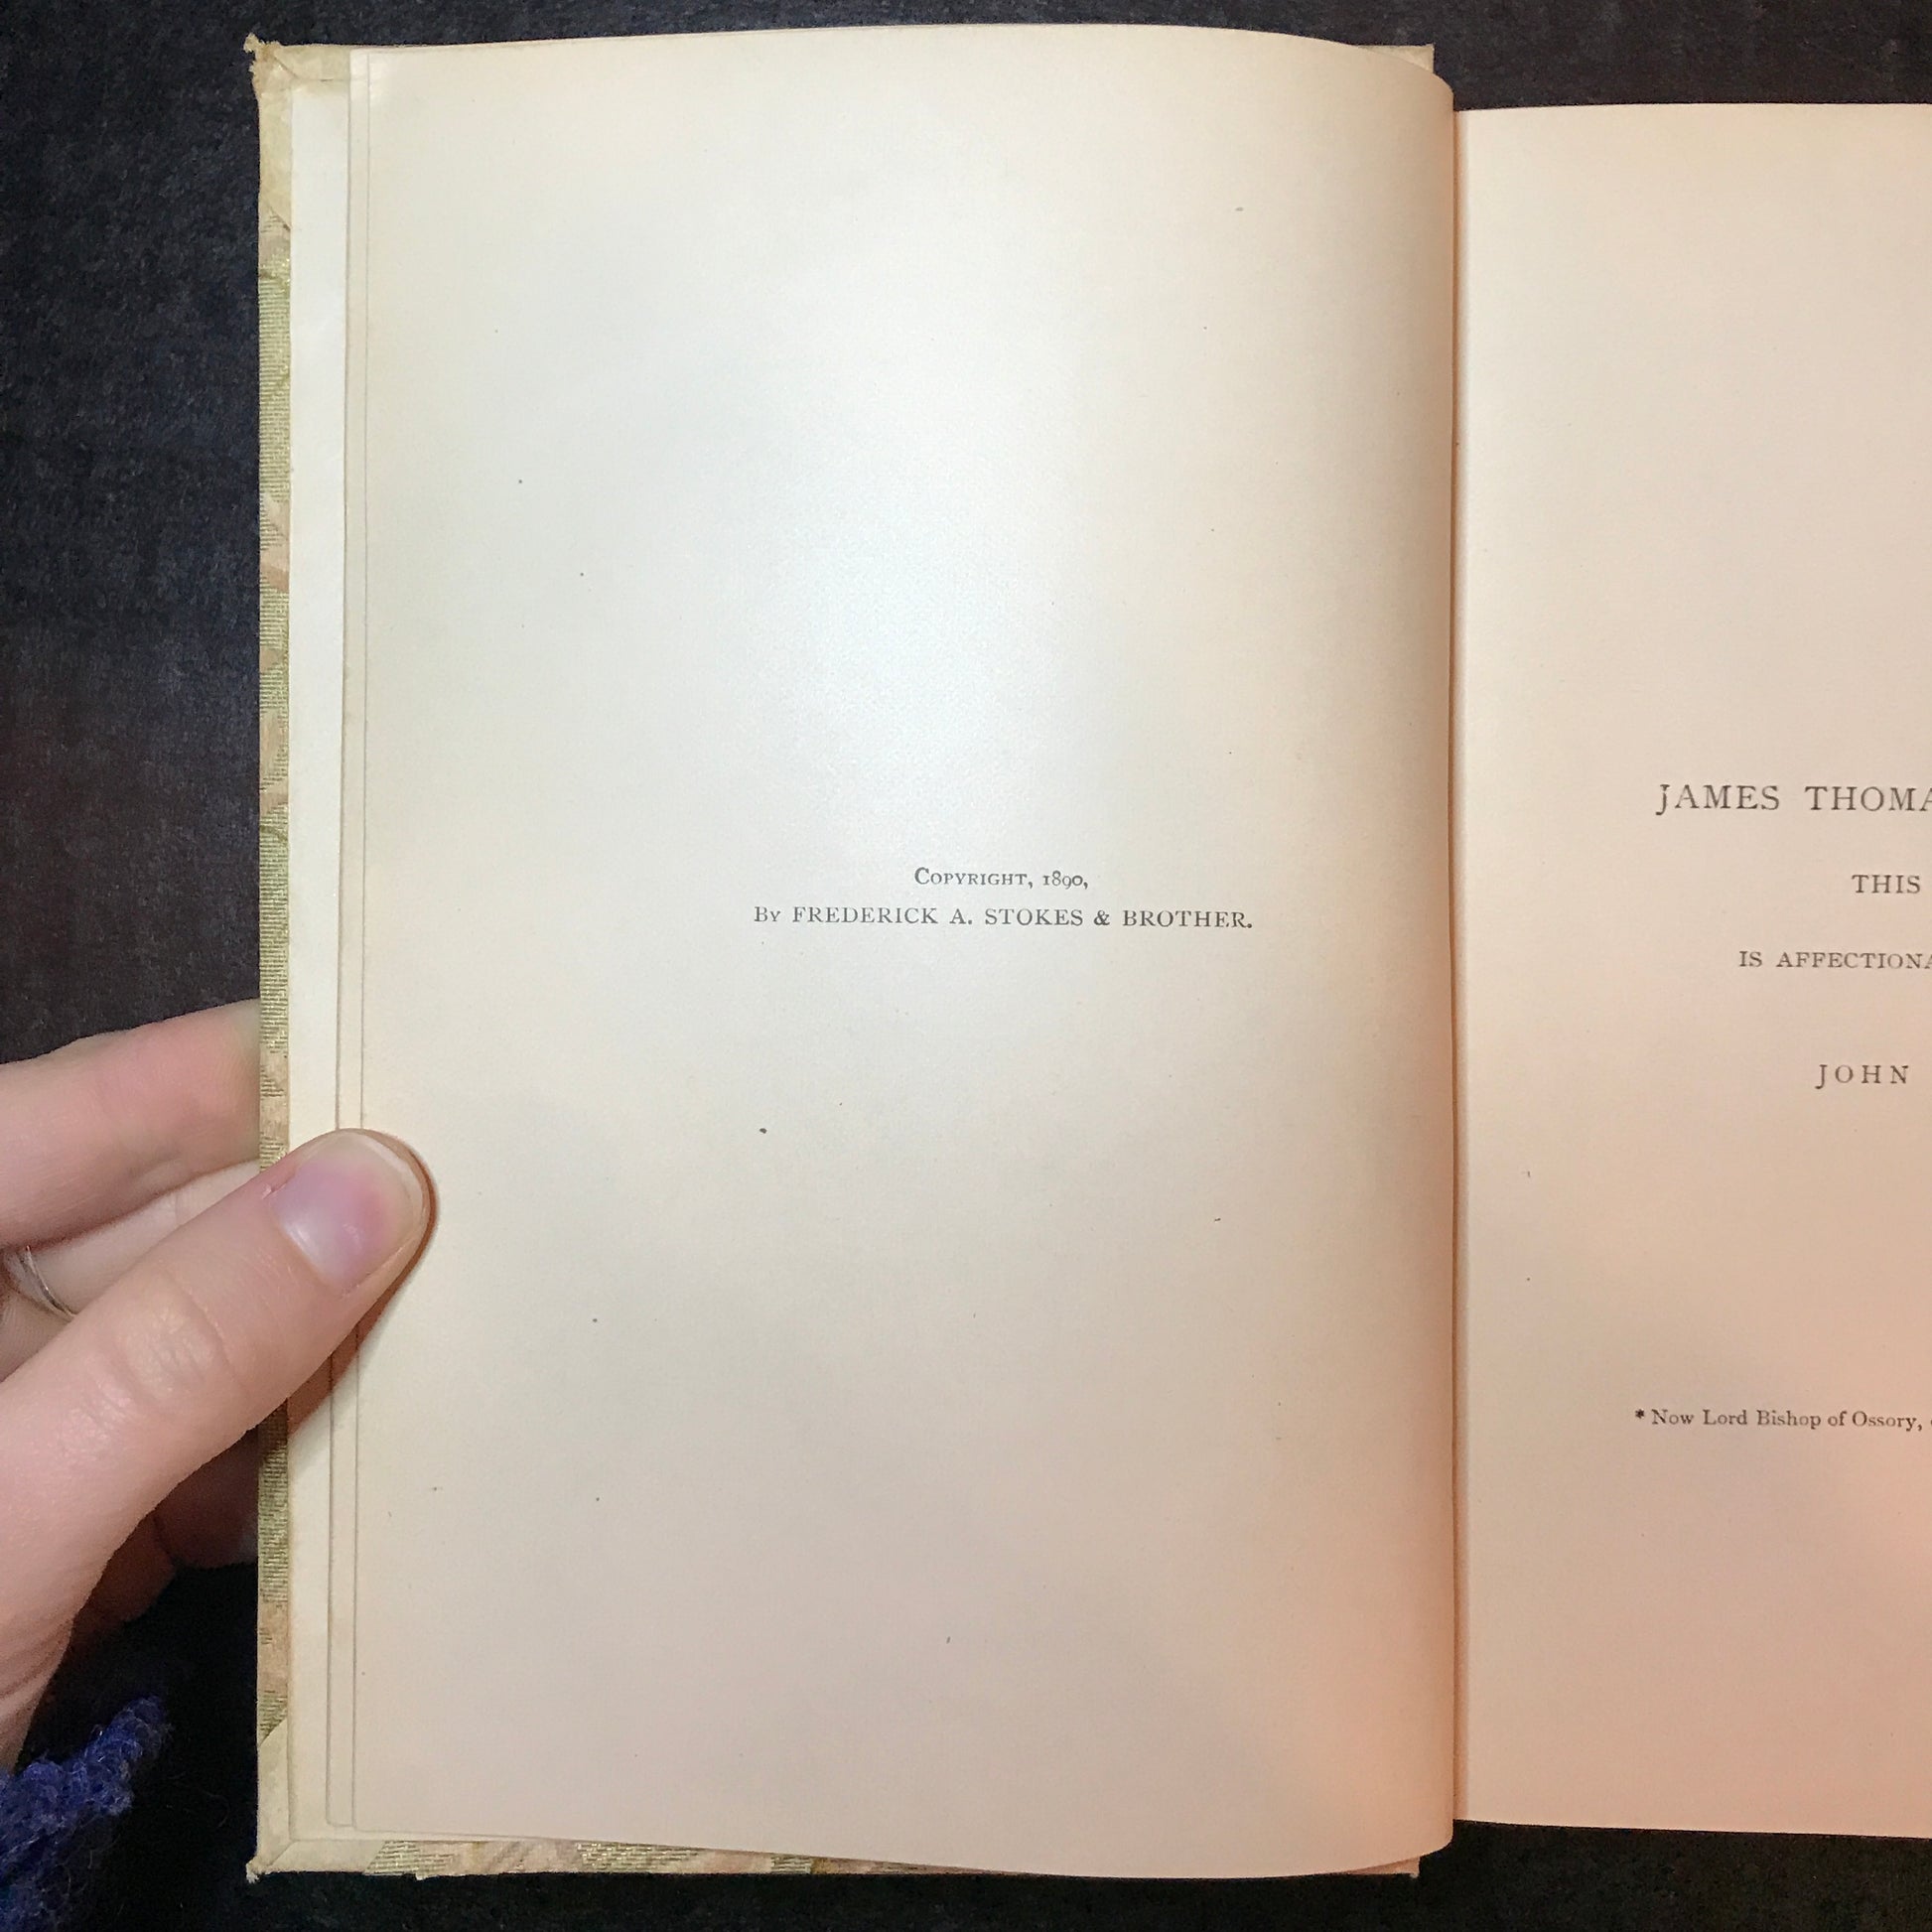 Copyright, 1890,
By FREDERICK A. STOKES & BROTHER.
JAMES THOMA
THIS
IS AFFECTIONA
JOHN
* Now Lord Bishop of Ossory,